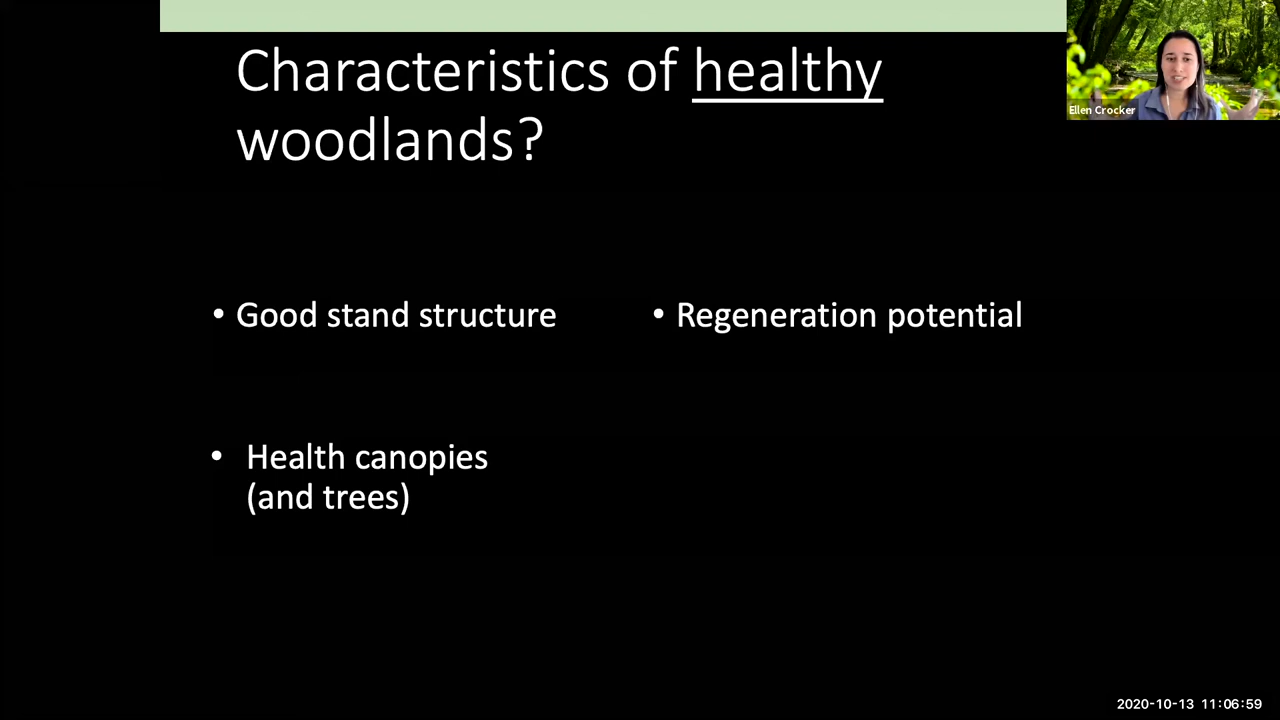 Characteristics of healthy
woodlands?
Ellen Crocker
• Good stand structure
• Regeneration potential
• Health canopies
(and trees)
2020-10-13 11:06:59